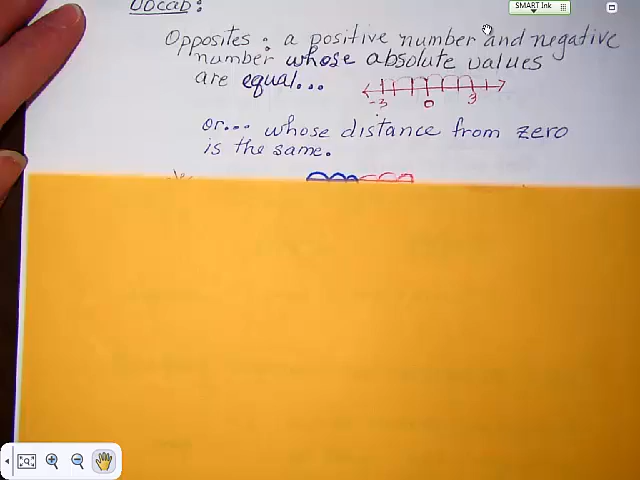 Vocab:
SMART Ink
Opposites: a positive number and negative
number whose absolute values
are equal...
-3 0 3
or... whose distance from zero
is the same.